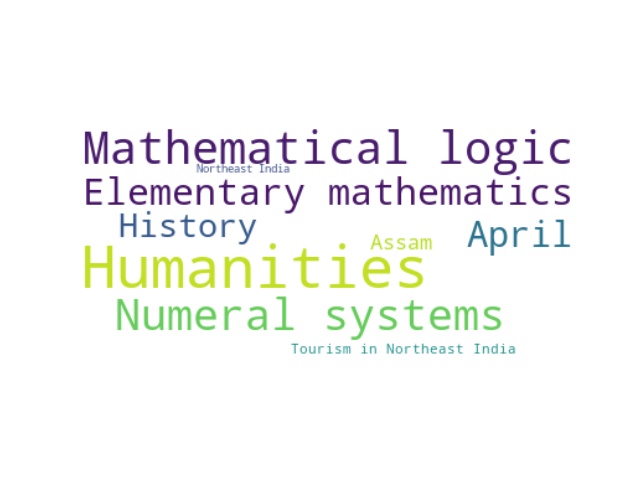 Mathematical logic
Northeast India
Elementary mathematics
History
April
Assam
Humanities
Numeral systems
Tourism in Northeast India